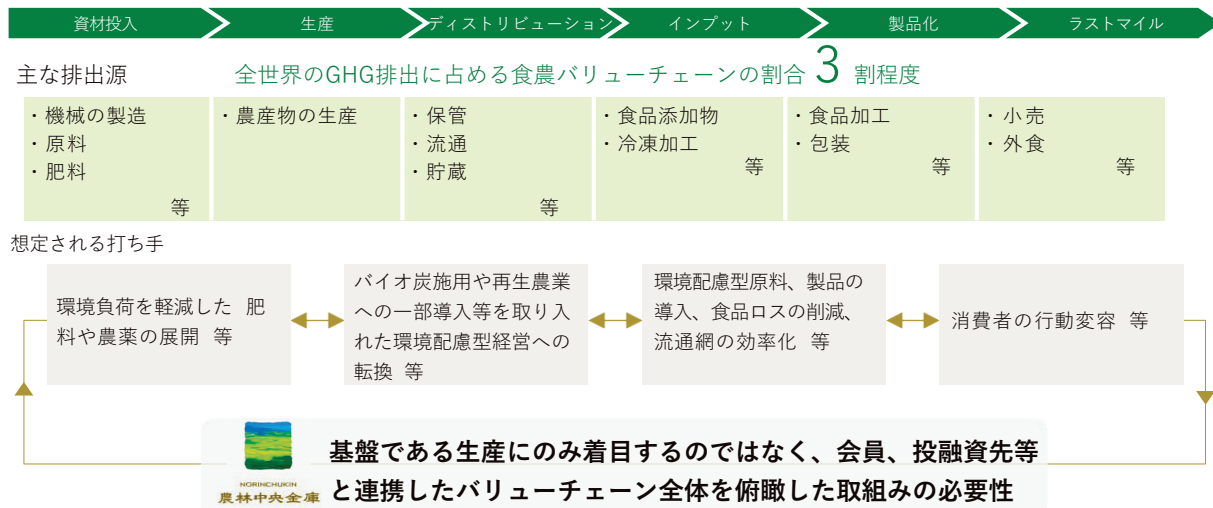 資材投入
生産
ディストリビューション
インプット
製品化
ラストマイル
主な排出源
全世界のGHG排出に占める食農バリューチェーンの割合 3 割程度
・機械の製造
・原料
・肥料
等
・農産物の生産
・保管
・流通
・貯蔵
等
・食品添加物
・冷凍加工
等
・食品加工
・包装
等
・小売
・外食
等
想定される打ち手
環境負荷を軽減した 肥
料や農薬の展開 等
バイオ炭施用や再生農業
への一部導入等を取り入
れた環境配慮型経営への
転換 等
環境配慮型原料、製品の
導入、食品ロスの削減、
流通網の効率化 等
消費者の行動変容 等
NORINCHUKIN
農林中央金庫
基盤である生産にのみ着目するのではなく、会員、投融資先等
と連携したバリューチェーン全体を俯瞰した取組みの必要性